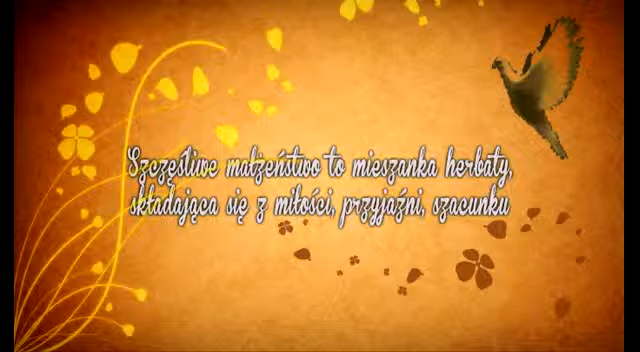 Szczęśliwe małżeństwo to mieszanka herbaty,
składająca się z miłości, przyjaźni, szacunku